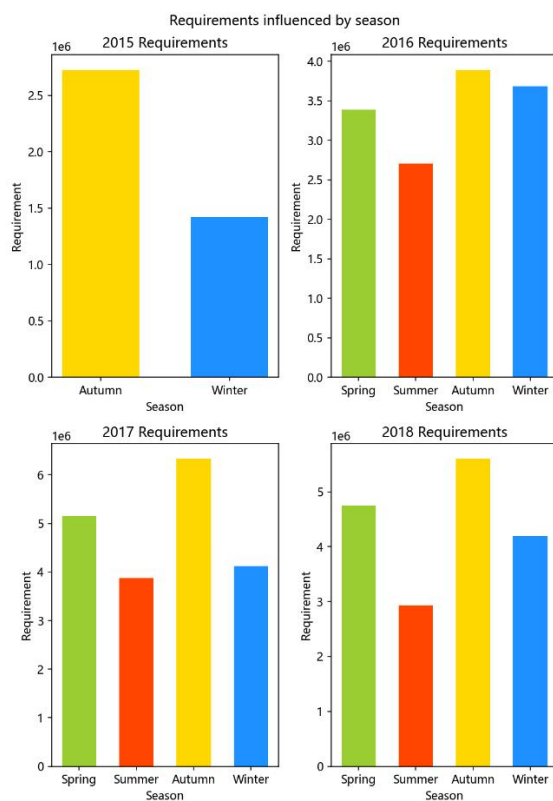 Requirements influenced by season
2015 Requirements
1e6
2.5
2.0
1.5
1.0
0.5
0.0
Requirement
Autumn Winter
Season
2016 Requirements
1e6
4.0
3.5
3.0
2.5
2.0
1.5
1.0
0.5
0.0
Requirement
Spring Summer Autumn Winter
Season
2017 Requirements
1e6
6
5
4
3
2
1
0
Requirement
Spring Summer Autumn Winter
Season
2018 Requirements
1e6
5
4
3
2
1
0
Requirement
Spring Summer Autumn Winter
Season